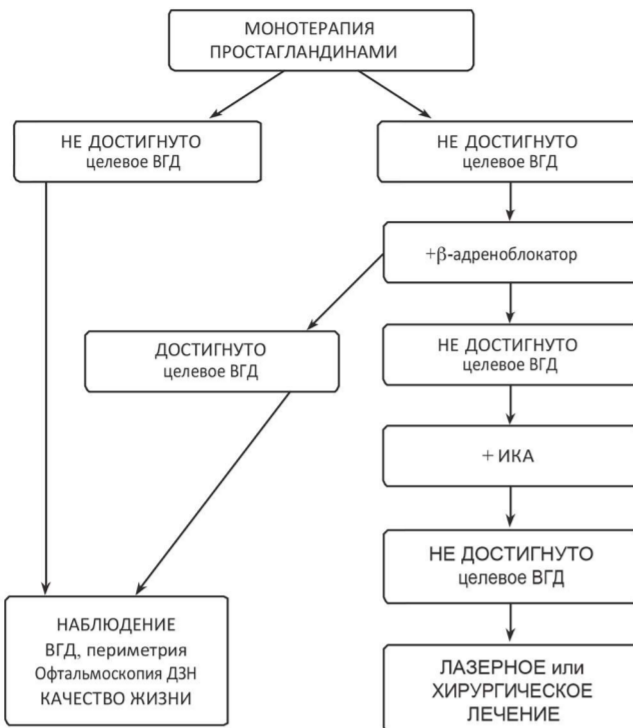 МОНОТЕРАПИЯ
ПРОСТАГЛАНДИНАМИ
НЕ ДОСТИГНУТО
целевое ВГД
НЕ ДОСТИГНУТО
целевое ВГД
+β-адреноблокатор
ДОСТИГНУТО
целевое ВГД
НЕ ДОСТИГНУТО
целевое ВГД
+ ИКА
НЕ ДОСТИГНУТО
целевое ВГД
НАБЛЮДЕНИЕ
ВГД, периметрия
Офтальмоскопия ДЗН
КАЧЕСТВО ЖИЗНИ
ЛАЗЕРНОЕ или
ХИРУРГИЧЕСКОЕ
ЛЕЧЕНИЕ